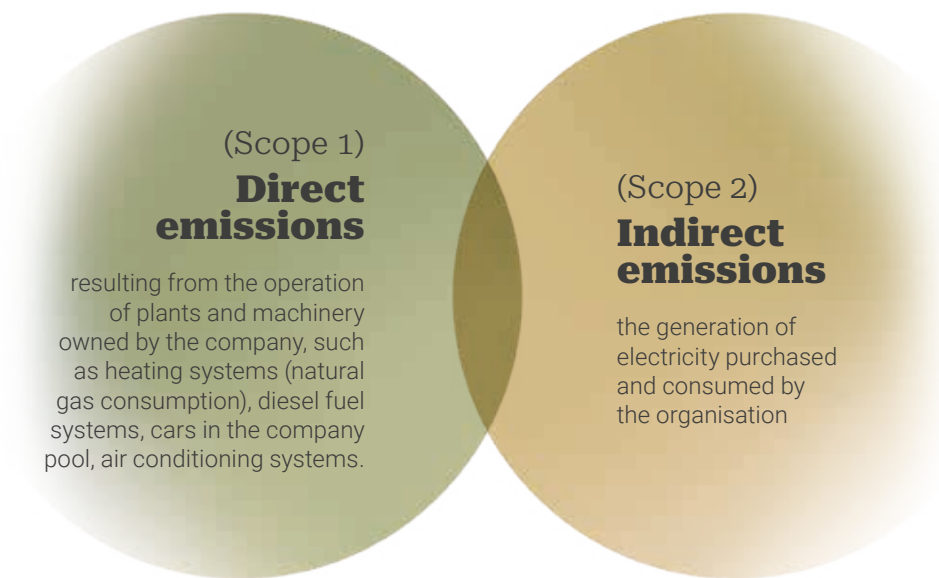 (Scope 1)
Direct
emissions
resulting from the operation
of plants and machinery
owned by the company, such
as heating systems (natural
gas consumption), diesel fuel
systems, cars in the company
pool, air conditioning systems.
(Scope 2)
Indirect
emissions
the generation of
electricity purchased
and consumed by
the organisation